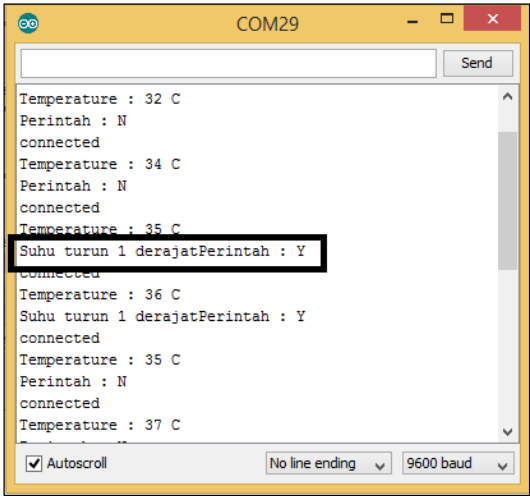 COM29
Send
Temperature : 32 C
Perintah : N
connected
Temperature : 34 C
Perintah : N
connected
Temperature : 35 C
Suhu turun 1 derajatPerintah : Y
connected
Temperature : 36 C
Suhu turun 1 derajatPerintah : Y
connected
Temperature : 35 C
Perintah : N
connected
Temperature : 37 C
Autoscroll
No line ending
9600 baud